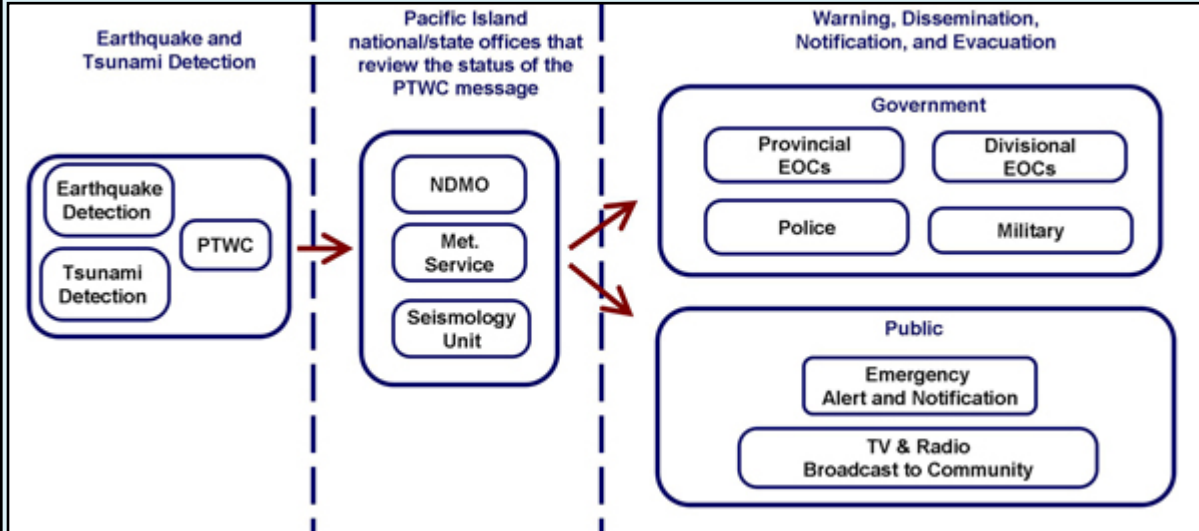 Earthquake and
Tsunami Detection
Pacific Island
national/state offices that
review the status of the
PTWC message
Warning, Dissemination,
Notification, and Evacuation
Earthquake
Detection
PTWC
Tsunami
Detection
NDMO
Met.
Service
Seismology
Unit
Government
Provincial
EOCs
Divisional
EOCs
Police
Military
Public
Emergency
Alert and Notification
TV & Radio
Broadcast to Community